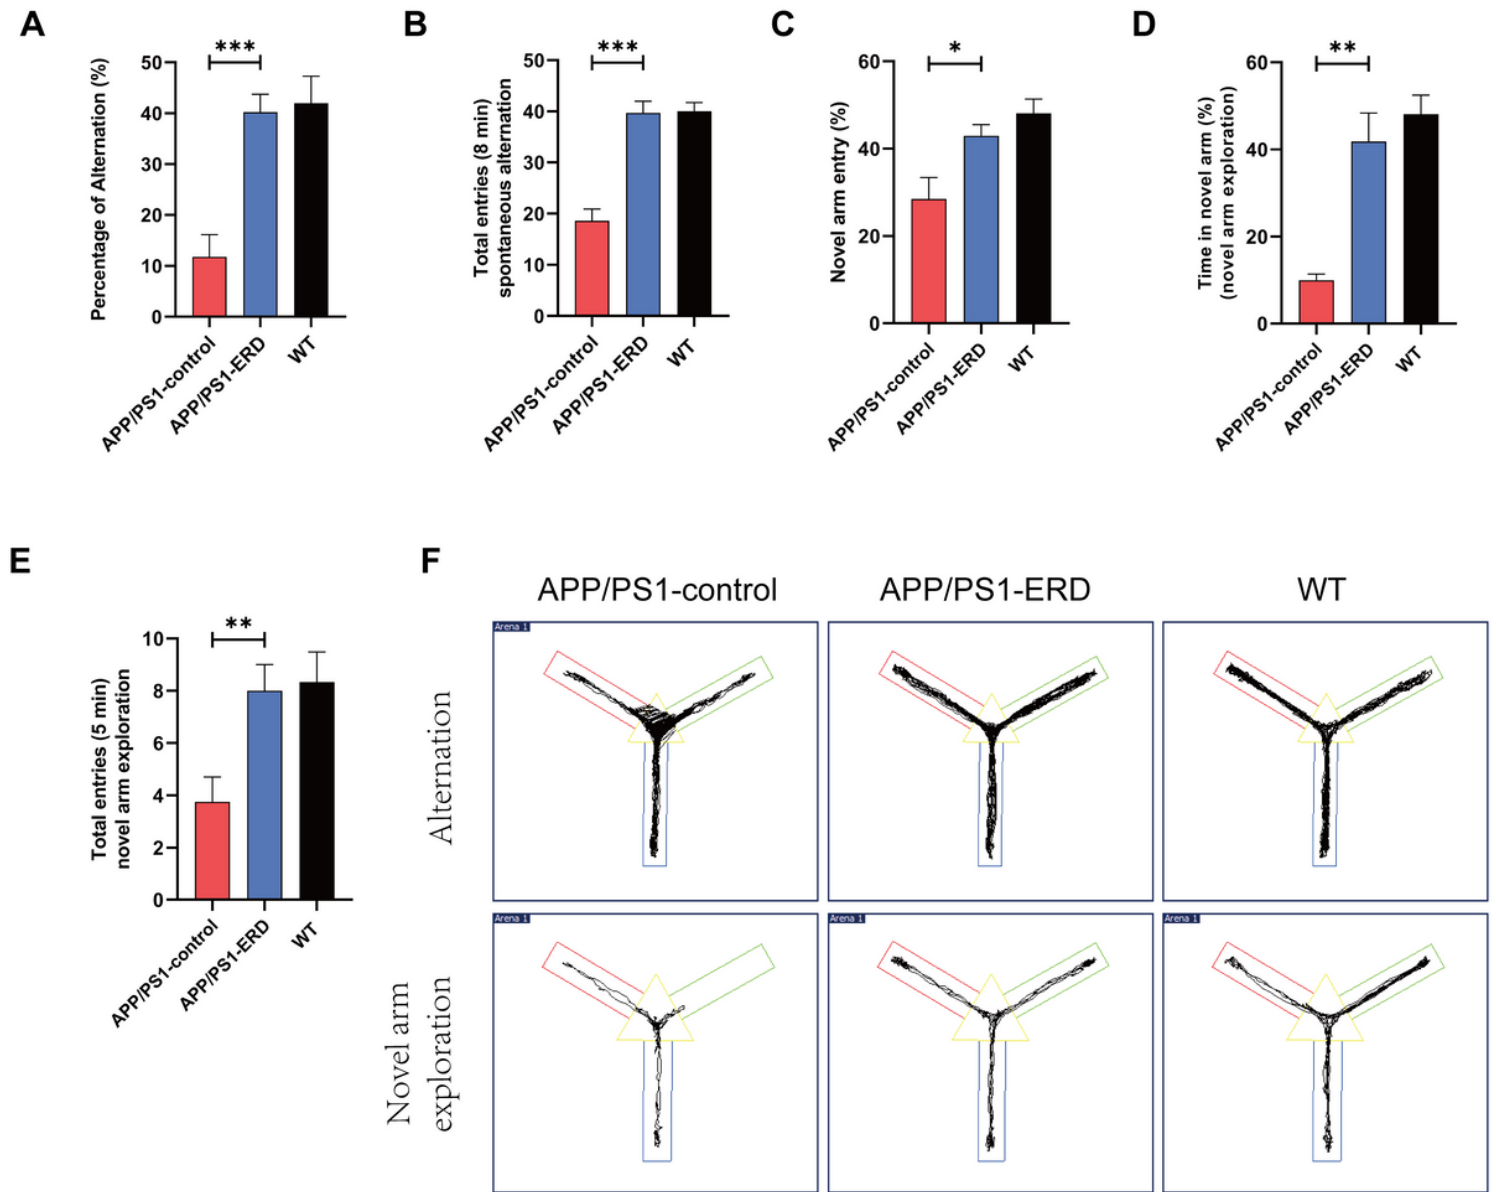 A
Percentage of Alternation (%)
50
40
30
20
10
0
***
APP/PS1-control
APP/PS1-ERD
WT
B
Total entries (8 min)
spontaneous alternation
50
40
30
20
10
0
***
APP/PS1-control
APP/PS1-ERD
WT
C
Novel arm entry (%)
60
40
20
0
*
APP/PS1-control
APP/PS1-ERD
WT
D
Time in novel arm (%)
(novel arm exploration)
60
40
20
0
**
APP/PS1-control
APP/PS1-ERD
WT
E
Total entries (5 min)
novel arm exploration
10
8
6
4
2
0
**
APP/PS1-control
APP/PS1-ERD
WT
F
APP/PS1-control
APP/PS1-ERD
WT
Alternation
Arena 1
Novel arm
exploration
Arena 1
Arena 1
Arena 1